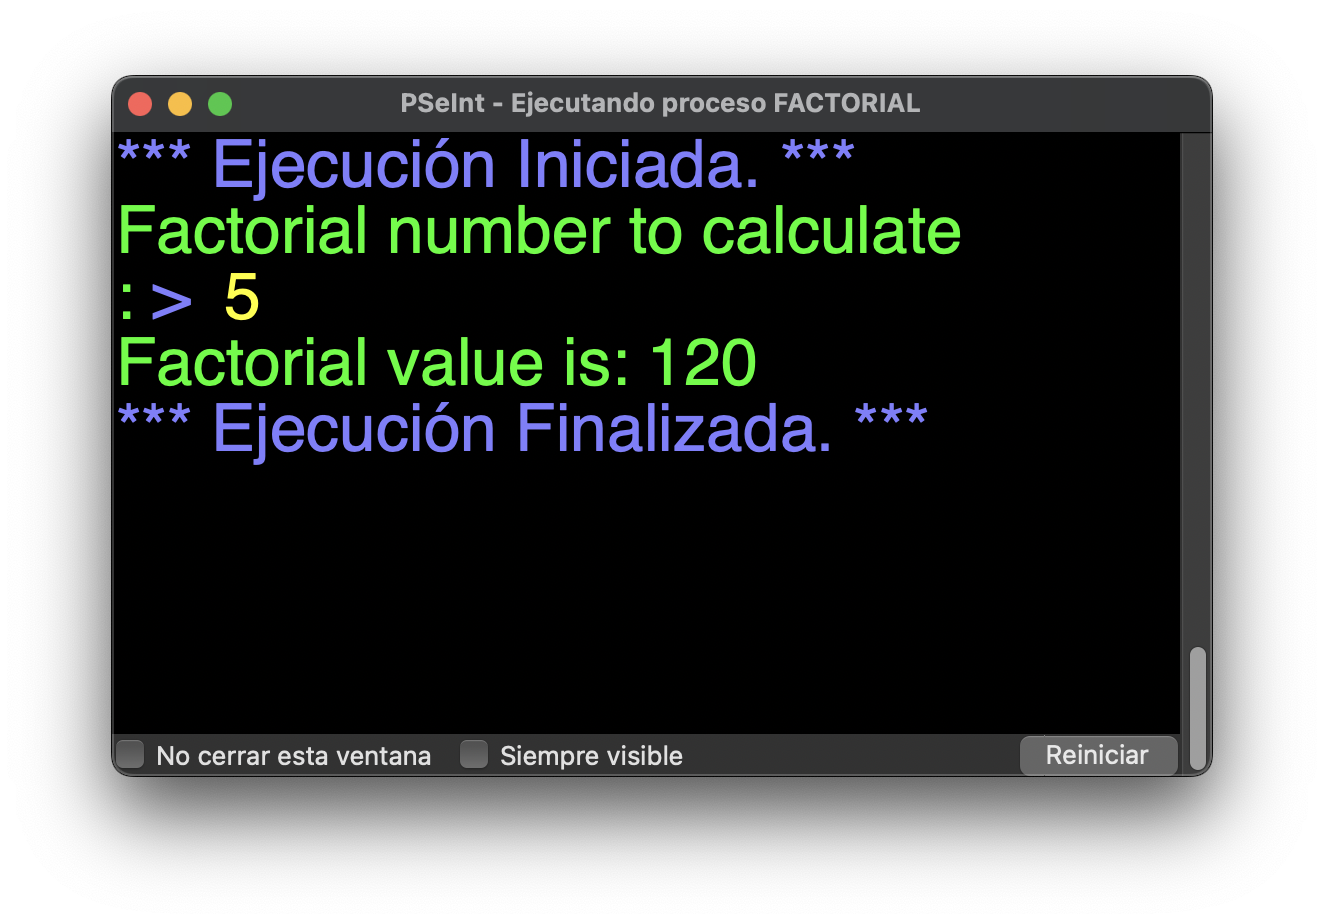 PSeInt - Ejecutando proceso FACTORIAL
*** Ejecución Iniciada. ***
Factorial number to calculate
:> 5
Factorial value is: 120
*** Ejecución Finalizada. ***
No cerrar esta ventana Siempre visible Reiniciar